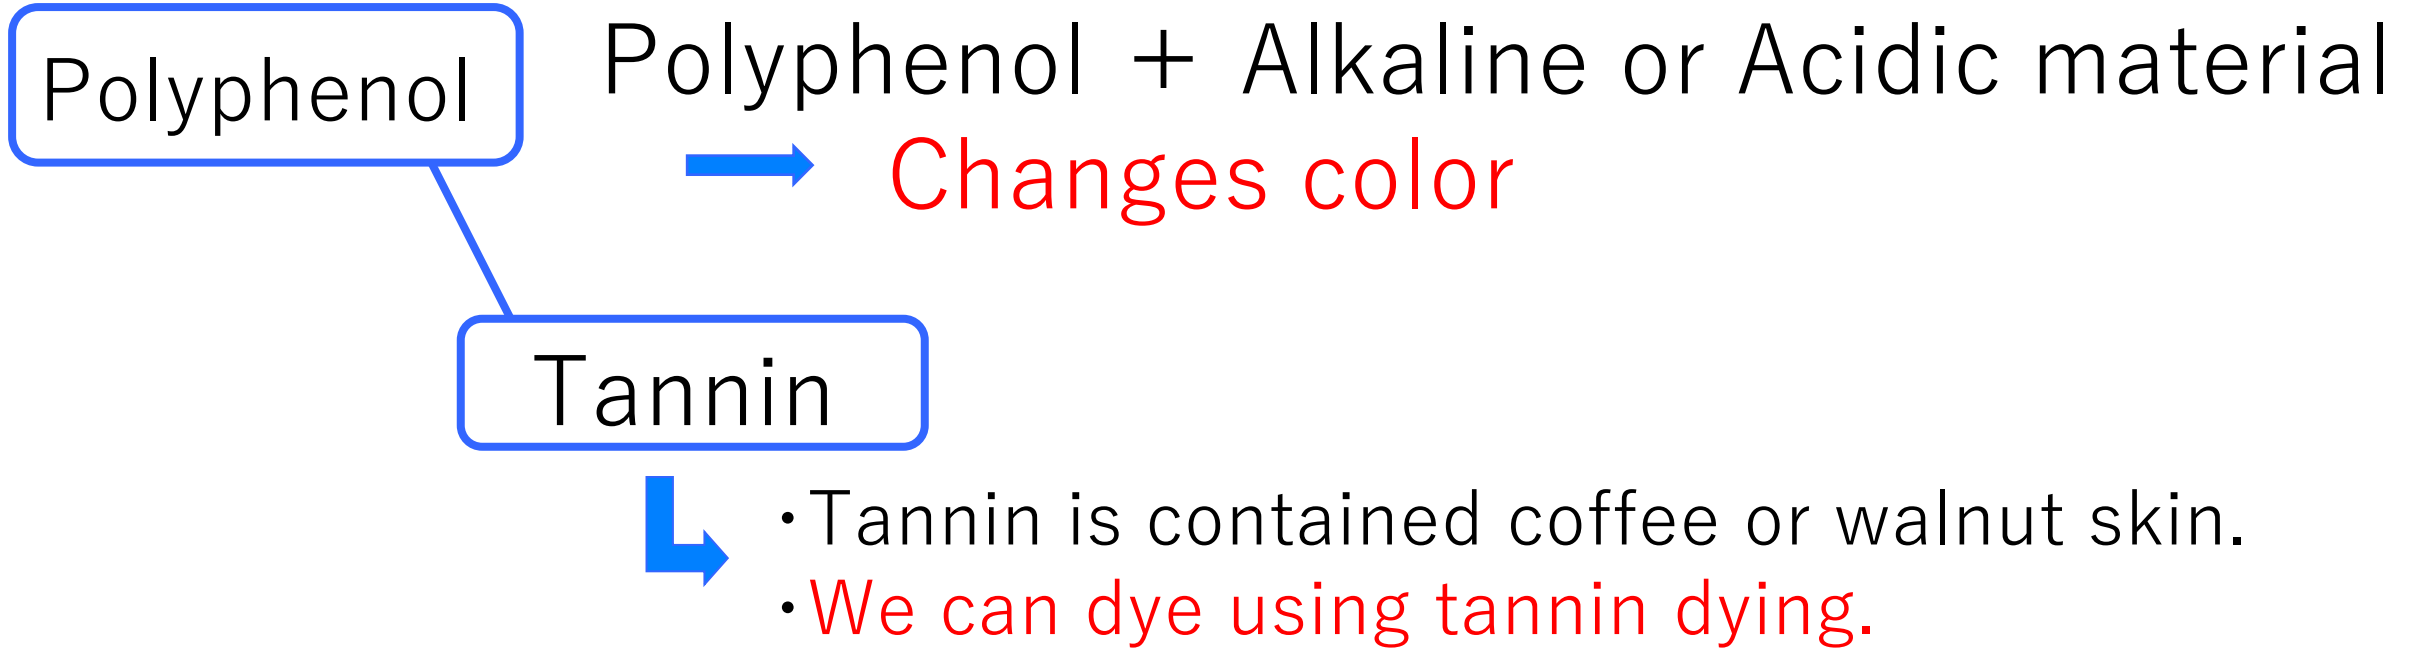 Polyphenol
Polyphenol + Alkaline or Acidic material
Changes color
Tannin
・Tannin is contained coffee or walnut skin.
・We can dye using tannin dying.